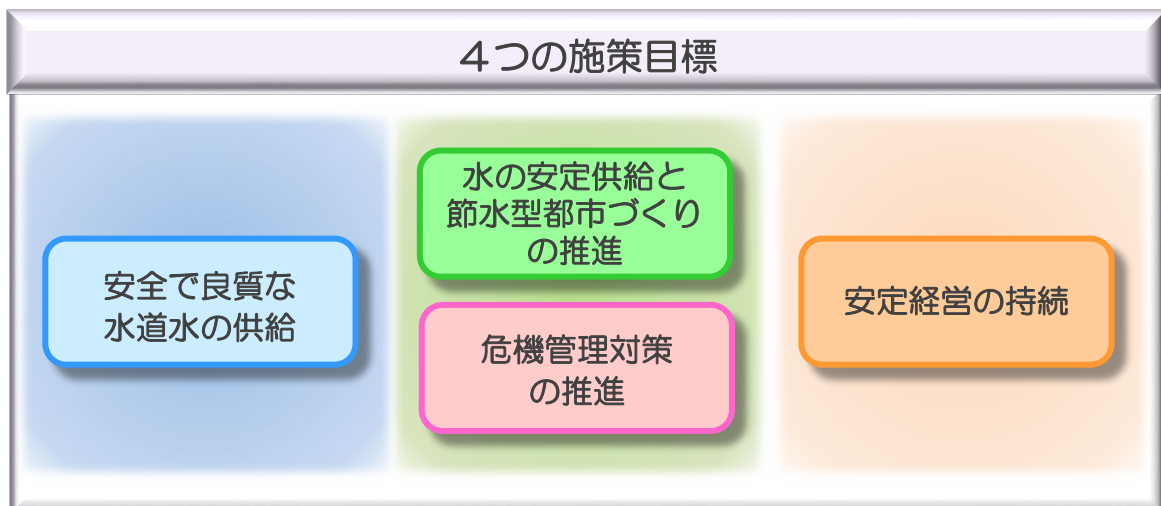 ４つの施策目標
安全で良質な
水道水の供給
水の安定供給と
節水型都市づくり
の推進
危機管理対策
の推進
安定経営の持続